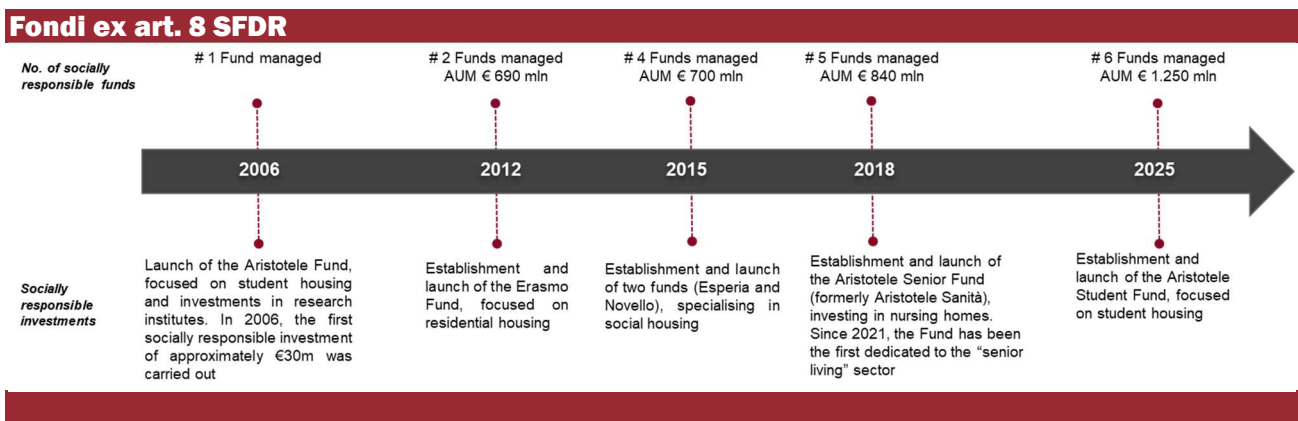 Fondi ex art. 8 SFDR
No. of socially
responsible funds
# 1 Fund managed
# 2 Funds managed
AUM € 690 mln
# 4 Funds managed
AUM € 700 mln
# 5 Funds managed
AUM € 840 mln
# 6 Funds managed
AUM € 1.250 mln
2006
2012
2015
2018
2025
Socially
responsible
investments
Launch of the Aristotele Fund,
focused on student housing
and investments in research
institutes. In 2006, the first
socially responsible investment
of approximately €30m was
carried out
Establishment and
launch of the Erasmo
Fund, focused on
residential housing
Establishment and launch
of two funds (Esperia and
Novello), specialising in
social housing
Establishment and launch of
the Aristotele Senior Fund
(formerly Aristotele Sanità),
investing in nursing homes.
Since 2021, the Fund has been
the first dedicated to the “senior
living” sector
Establishment and
launch of the Aristotele
Student Fund, focused
on student housing